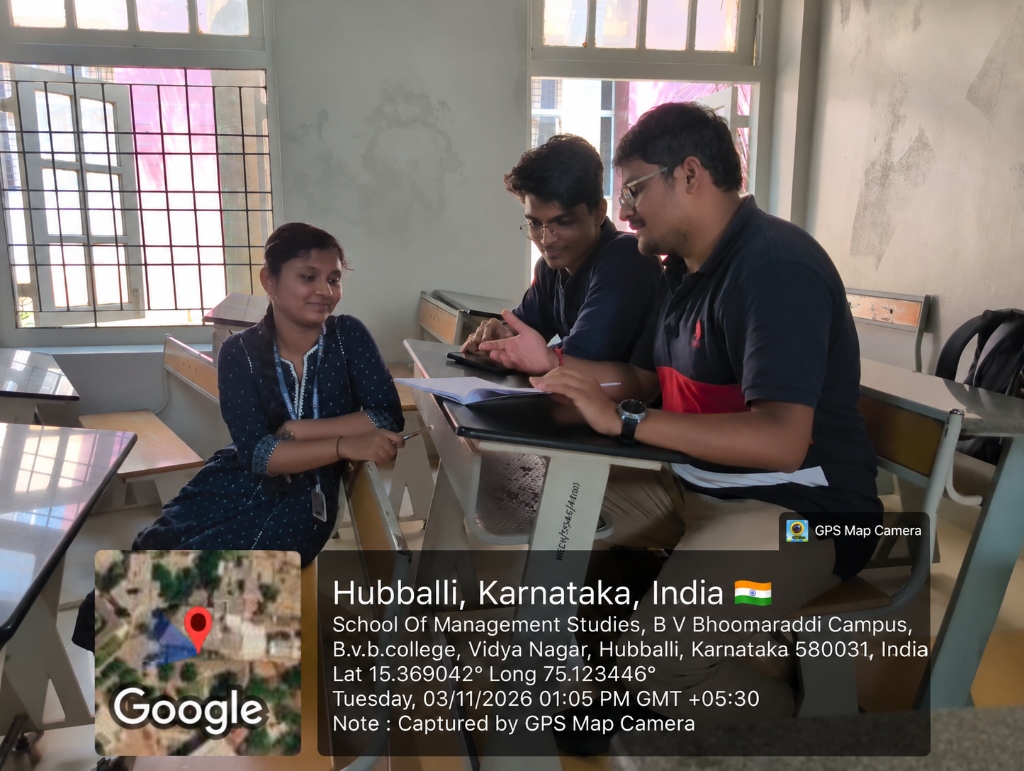 GPS Map Camera
Hubballi, Karnataka, India 🇮🇳
School Of Management Studies, B V Bhoomaraddi Campus,
B.v.b.college, Vidya Nagar, Hubballi, Karnataka 580031, India
Lat 15.369042° Long 75.123446°
Tuesday, 03/11/2026 01:05 PM GMT +05:30
Note : Captured by GPS Map Camera
Google